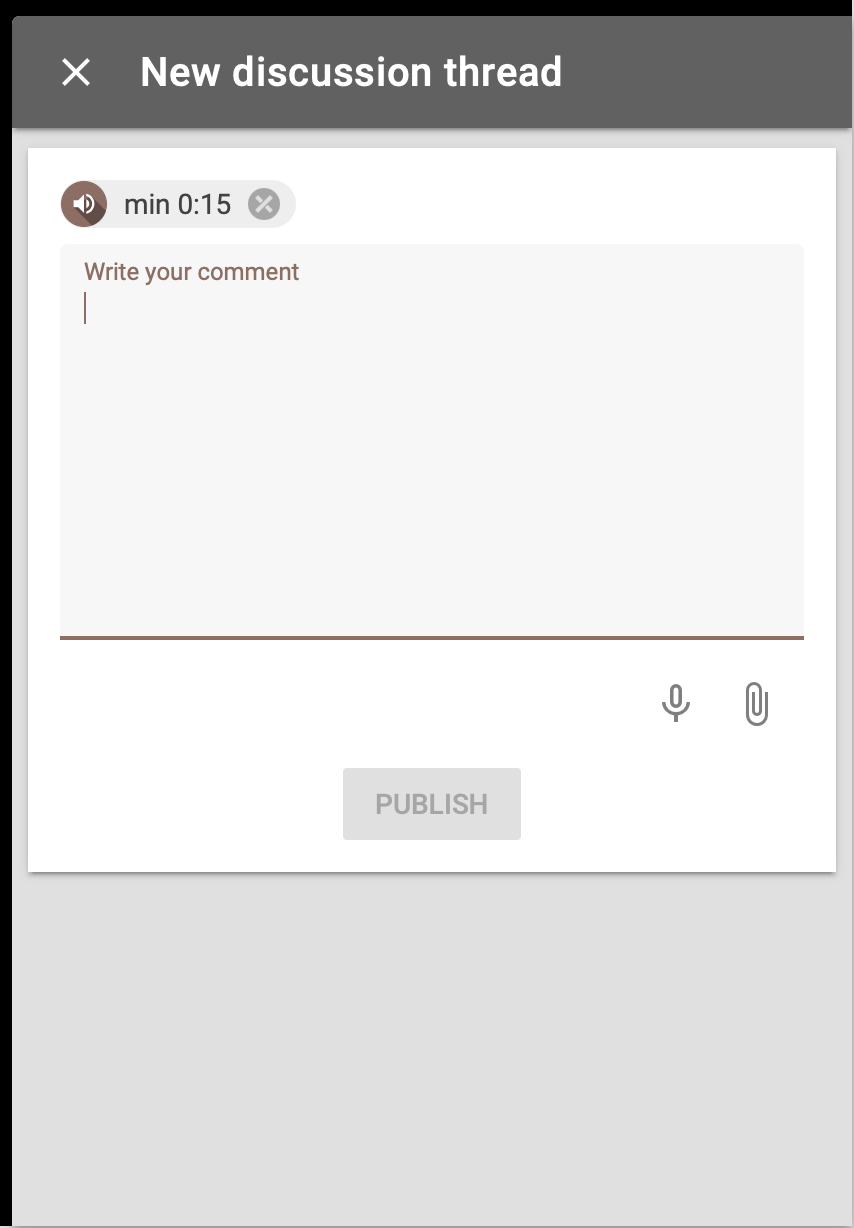 New discussion thread
min 0:15
Write your comment
PUBLISH